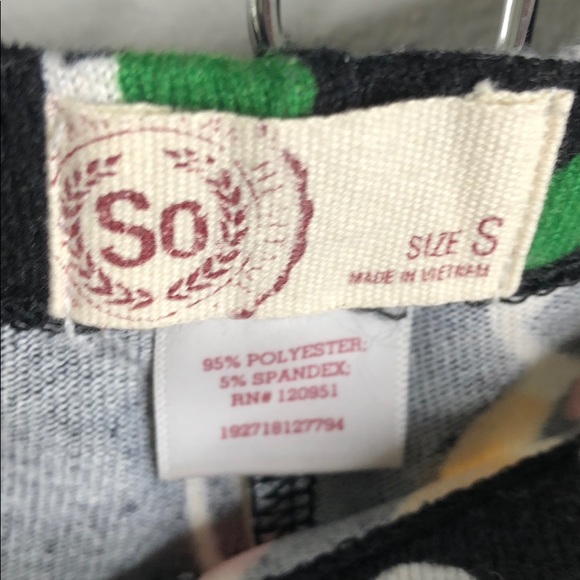 So
SIZE S
MADE IN VIETNAM
95% POLYESTER;
5% SPANDEX;
RN# 120951
192718127794